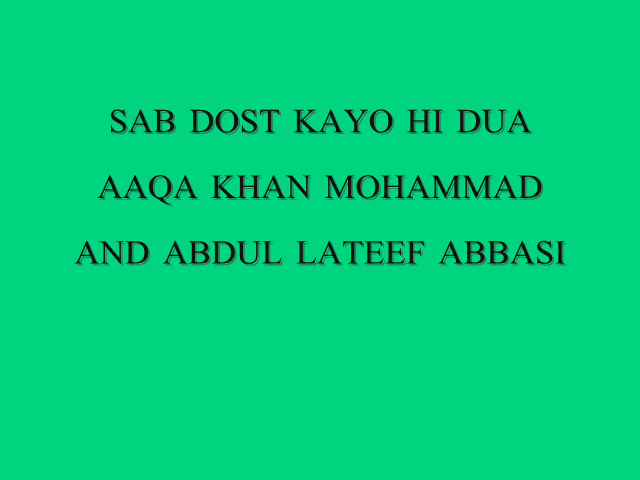 SAB DOST KAYO HI DUA
AAQA KHAN MOHAMMAD
AND ABDUL LATEEF ABBASI